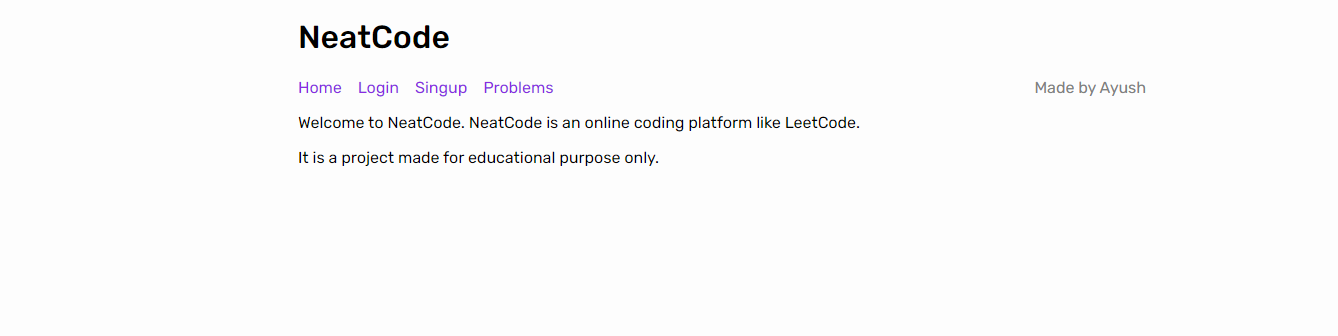 NeatCode
Home Login Singup Problems Made by Ayush
Welcome to NeatCode. NeatCode is an online coding platform like LeetCode.
It is a project made for educational purpose only.